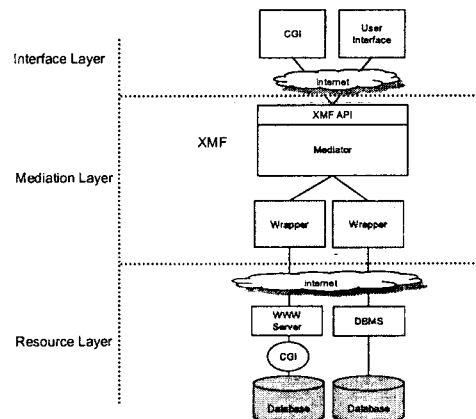 CGI
User
Interface
Interface Layer
Internet
XMF API
XMF
Mediator
Mediation Layer
Wrapper
Wrapper
Internet
WWW
Server
DBMS
Resource Layer
CGI
Database
Database